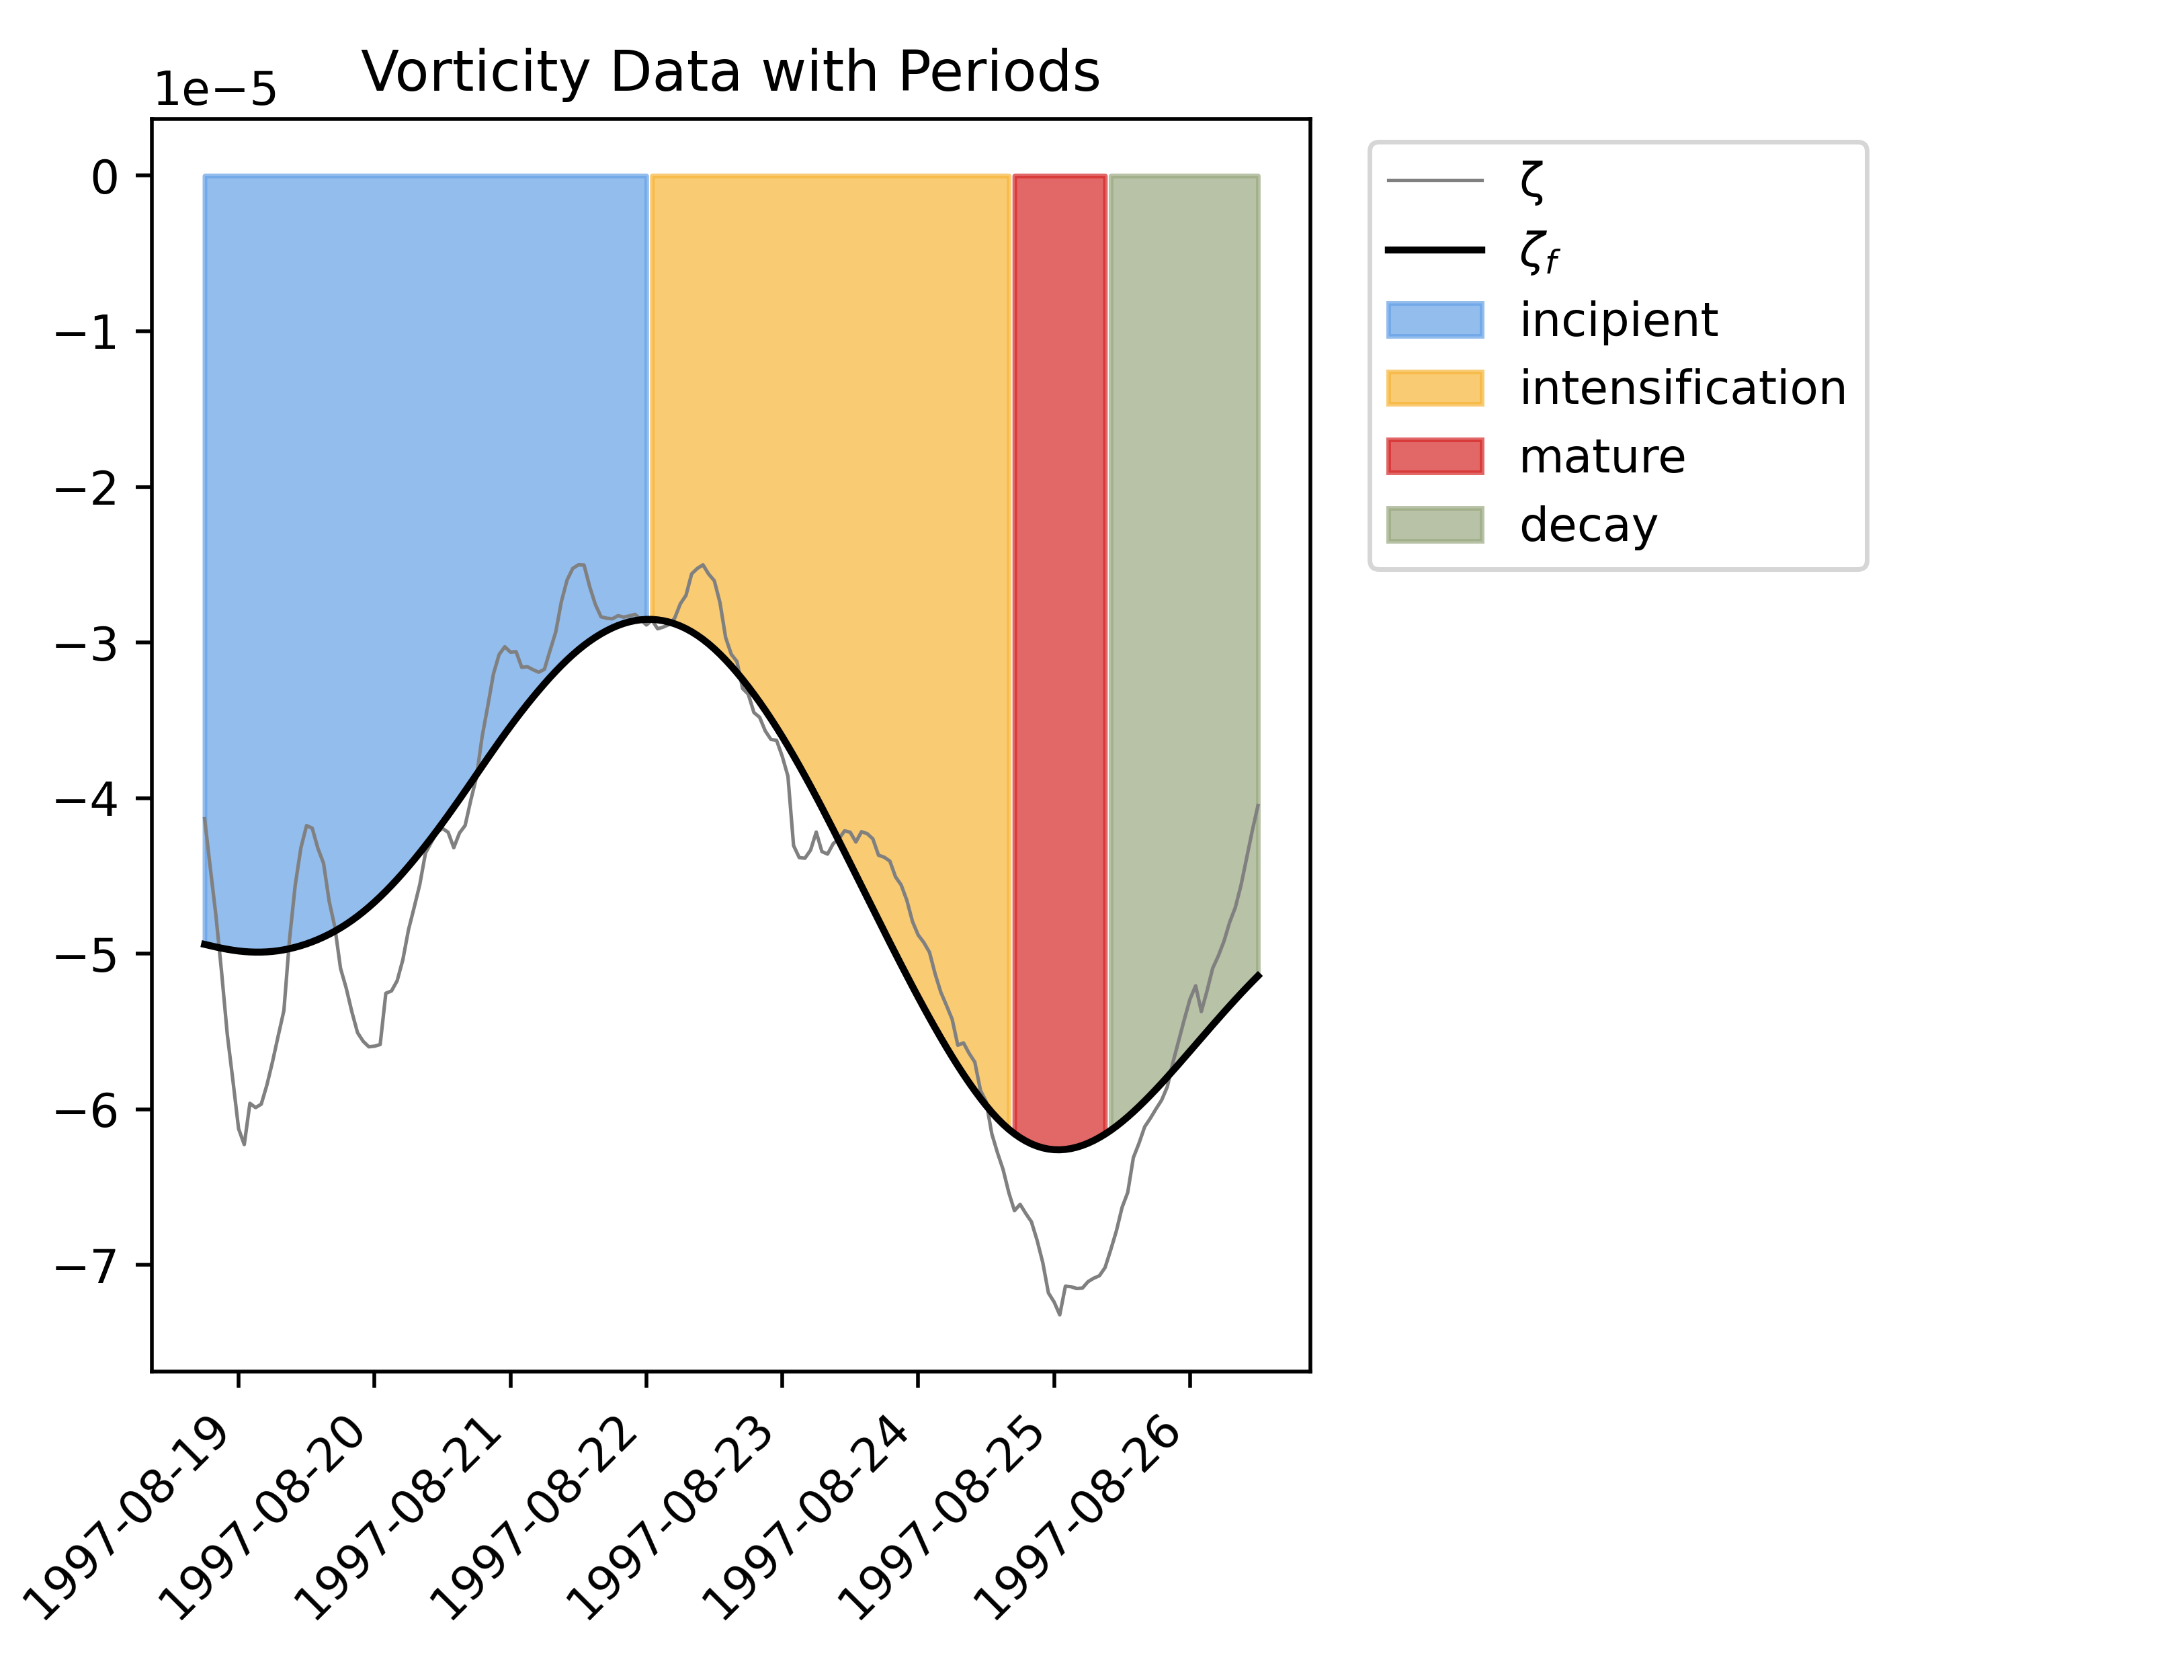 Vorticity Data with Periods
1e−5
0
−1
−2
−3
−4
−5
−6
−7
1997-08-19
1997-08-20
1997-08-21
1997-08-22
1997-08-23
1997-08-24
1997-08-25
1997-08-26
ζ
ζf
incipient
intensification
mature
decay